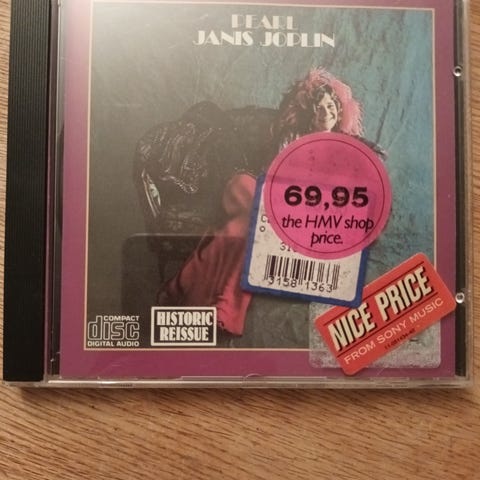 PEARL
JANIS JOPLIN
69,95
the HMV shop
price.
3158 1363
NICE PRICE
FROM SONY MUSIC
COMPACT
disc
DIGITAL AUDIO
HISTORIC
REISSUE